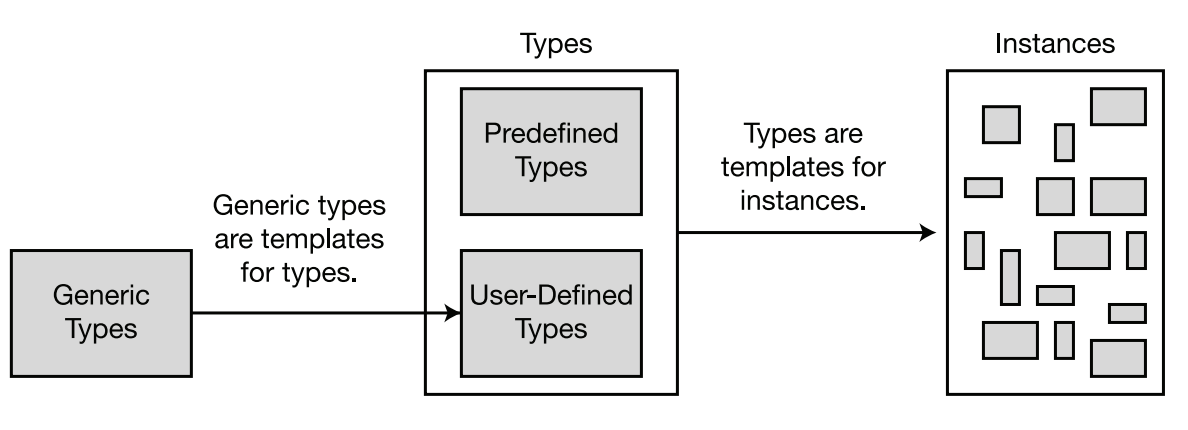 Types
Instances
Predefined
Types
Types are
templates for
instances.
Generic types
are templates
for types.
Generic
Types
User-Defined
Types